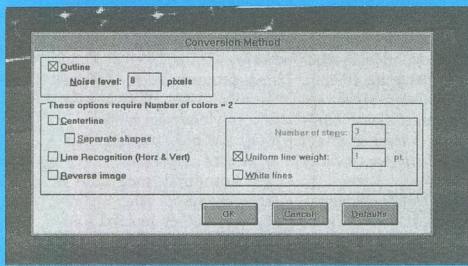 Conversion Method
Outline
Noise level: 8 pixels
These options require Number of colors = 2
Centerline
Separate shapes
Line Recognition (Horz & Vert)
Reverse image
Number of steps: 3
Uniform line weight: 1 pt.
White lines
OK Cancel Defaults